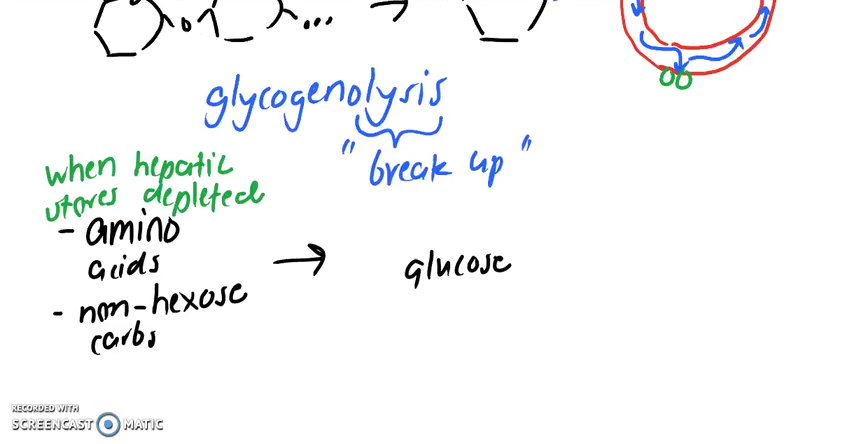 glycogenolysis
" break up "
when hepatic
stores depleted
- amino
acids
→ glucose
- non-hexose
carbs
RECORDED WITH
SCREENCAST MATIC